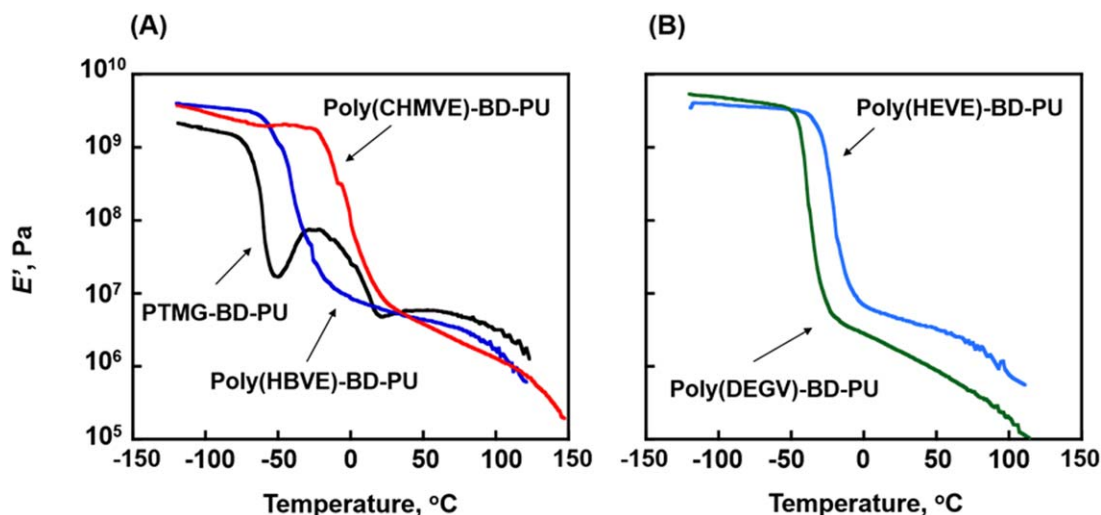 (A)
10¹⁰
10⁹
10⁸
10⁷
10⁶
10⁵
E', Pa
Poly(CHMVE)-BD-PU
PTMG-BD-PU
Poly(HBVE)-BD-PU
-150 -100 -50 0 50 100 150
Temperature, °C
(B)
Poly(HEVE)-BD-PU
Poly(DEGV)-BD-PU
-150 -100 -50 0 50 100 150
Temperature, °C